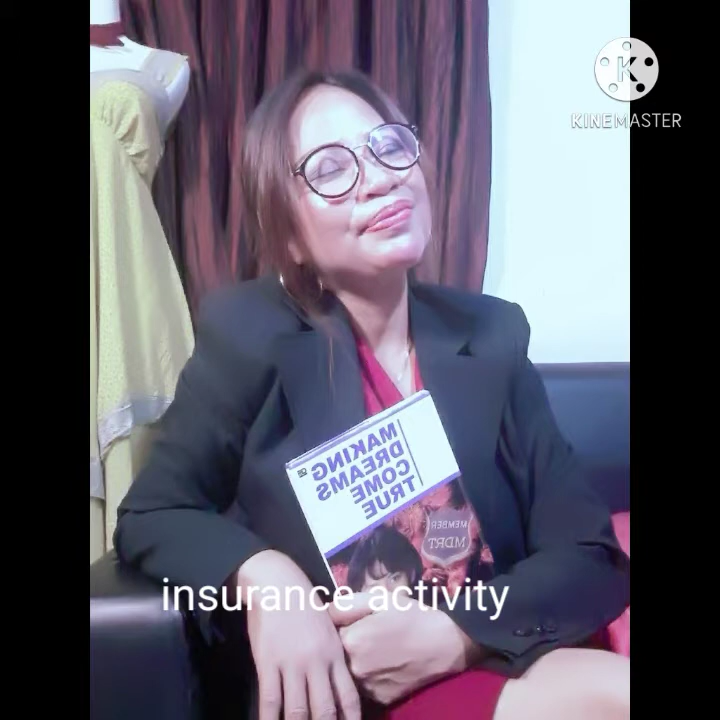 KINEMASTER
MAKING
DREAMS
COME
TRUE
MEMBER
MDRT
insurance activity